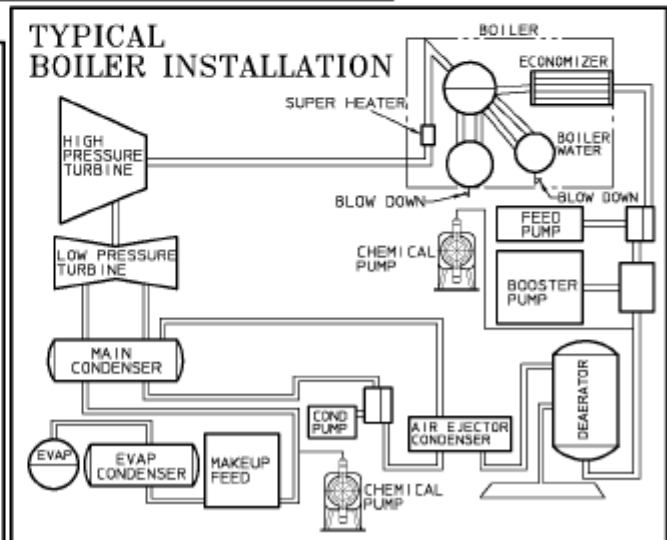 TYPICAL
BOILER INSTALLATION
BOILER
ECONOMIZER
SUPER HEATER
HIGH
PRESSURE
TURBINE
BOILER
WATER
BLOW DOWN
BLOW DOWN
FEED
PUMP
CHEMICAL
PUMP
LOW PRESSURE
TURBINE
BOOSTER
PUMP
MAIN
CONDENSER
DEAERATOR
COND
PUMP
AIR EJECTOR
CONDENSER
EVAP
EVAP
CONDENSER
MAKEUP
FEED
CHEMICAL
PUMP